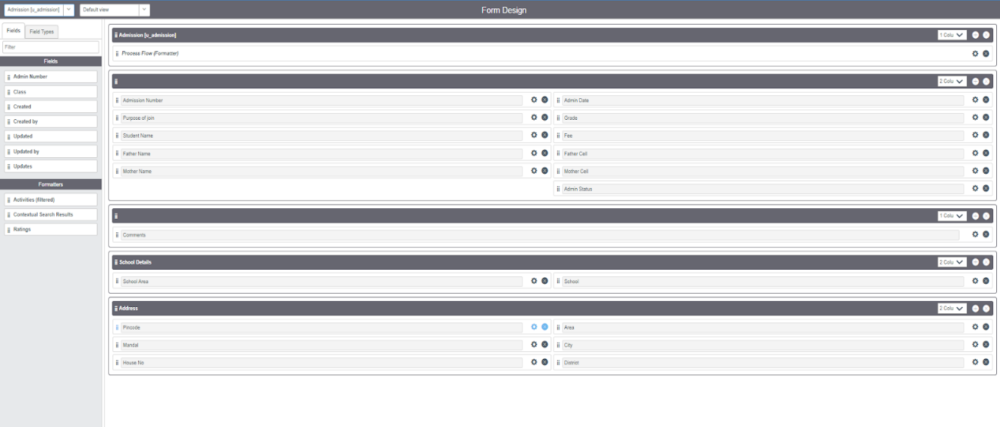 Admission [u_admission]
Default view
Form Design
Fields
Field Types
Filter
Fields
Admin Number
Class
Created
Created by
Updated
Updated by
Updates
Formatters
Activities (filtered)
Contextual Search Results
Ratings
Admission [u_admission]
1 Colu
Process Flow (Formatter)
2 Colu
Admission Number
Admin Date
Purpose of join
Grade
Student Name
Fee
Father Name
Father Cell
Mother Name
Mother Cell
Admin Status
1 Colu
Comments
School Details
2 Colu
School Area
School
Address
2 Colu
Pincode
Area
Mandal
City
House No
District